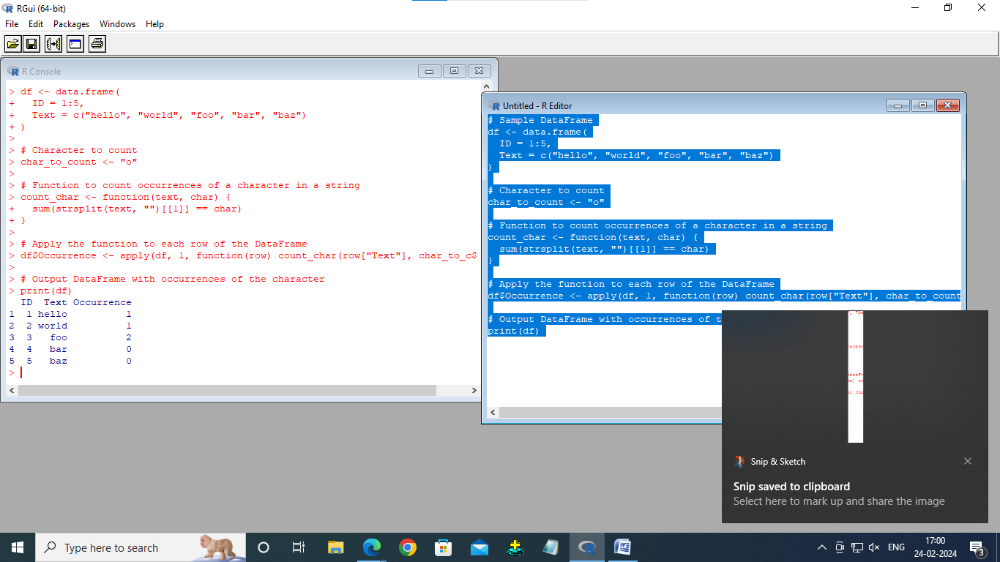 RGui (64-bit)
File Edit Packages Windows Help
R Console
> df <- data.frame(
+   ID = 1:5,
+   Text = c("hello", "world", "foo", "bar", "baz")
+ )
>
> # Character to count
> char_to_count <- "o"
>
> # Function to count occurrences of a character in a string
> count_char <- function(text, char) {
+   sum(strsplit(text, "")[[1]] == char)
+ }
>
> # Apply the function to each row of the DataFrame
> df$Occurrence <- apply(df, 1, function(row) count_char(row["Text"], char_to_c$
>
> # Output DataFrame with occurrences of the character
> print(df)
  ID  Text Occurrence
1  1 hello          1
2  2 world          1
3  3   foo          2
4  4   bar          0
5  5   baz          0
>
Untitled - R Editor
# Sample DataFrame
df <- data.frame(
  ID = 1:5,
  Text = c("hello", "world", "foo", "bar", "baz")
)
# Character to count
char_to_count <- "o"
# Function to count occurrences of a character in a string
count_char <- function(text, char) {
  sum(strsplit(text, "")[[1]] == char)
}
# Apply the function to each row of the DataFrame
df$Occurrence <- apply(df, 1, function(row) count_char(row["Text"], char_to_count
# Output DataFrame with occurrences of t
print(df)
Snip & Sketch
Snip saved to clipboard
Select here to mark up and share the image
Type here to search
ENG
17:00
24-02-2024
3